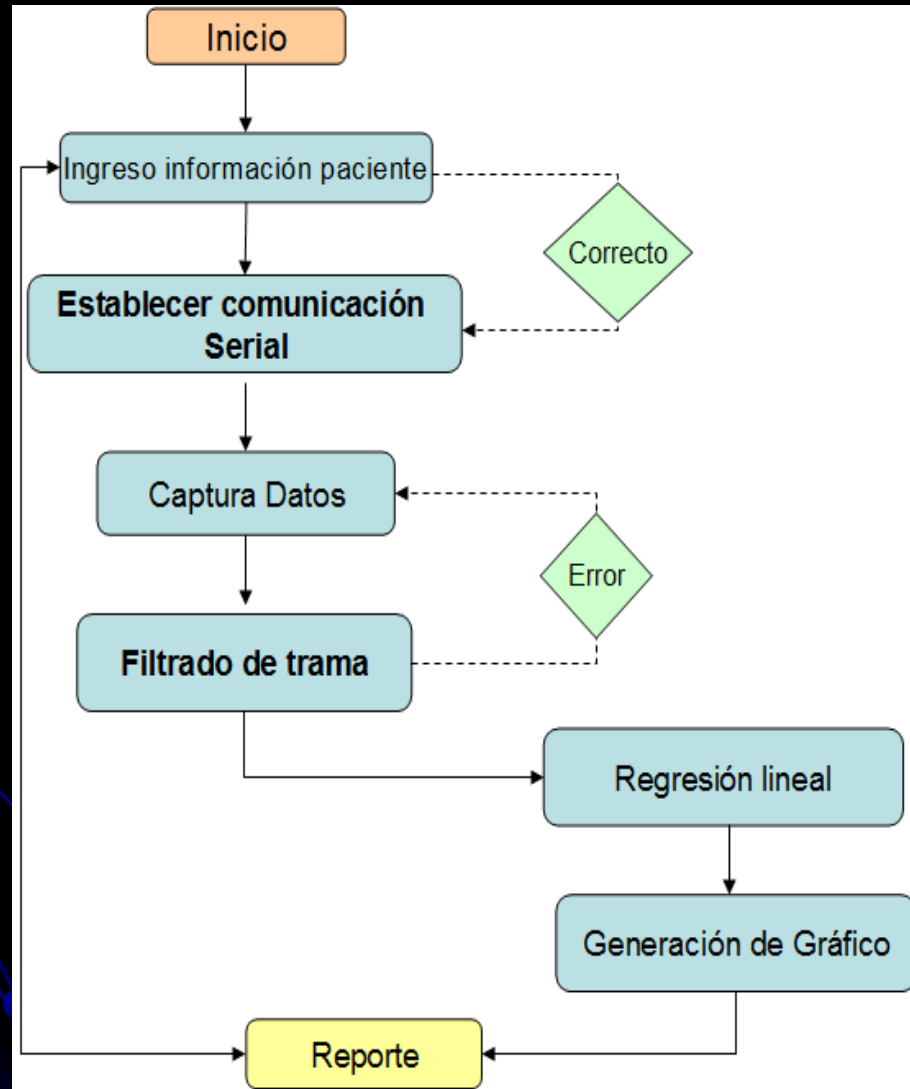 Inicio
Ingreso información paciente
Correcto
Establecer comunicación
Serial
Captura Datos
Error
Filtrado de trama
Regresión lineal
Generación de Gráfico
Reporte